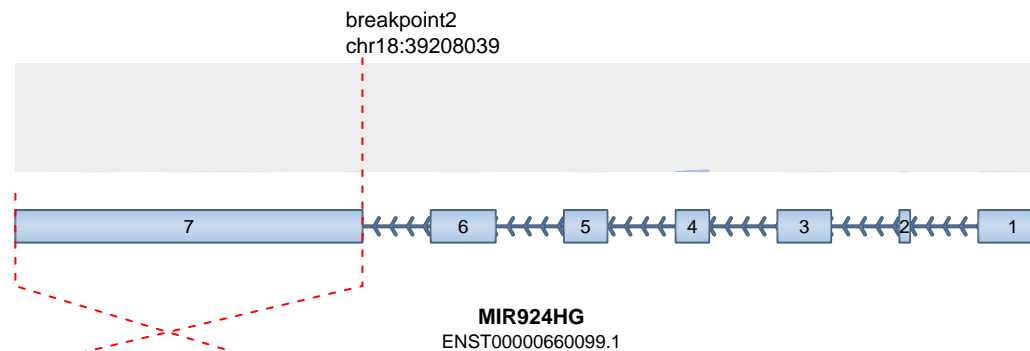 breakpoint2
chr18:39208039
7 6 5 4 3 2 1
MIR924HG
ENST00000660099.1